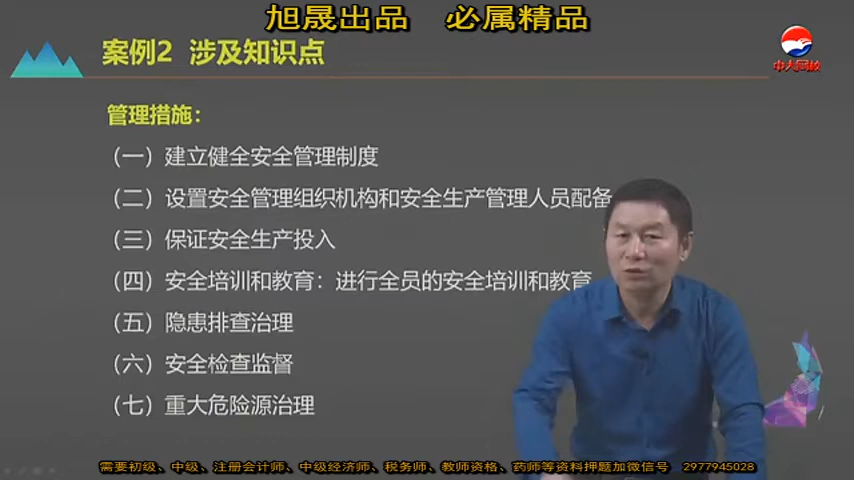 旭晟出品 必属精品
案例2 涉及知识点
中大网校
管理措施：
（一）建立健全安全管理制度
（二）设置安全管理组织机构和安全生产管理人员配备
（三）保证安全生产投入
（四）安全培训和教育：进行全员的安全培训和教育
（五）隐患排查治理
（六）安全检查监督
（七）重大危险源治理
需要初级、中级、注册会计师、中级经济师、税务师、教师资格、药师等资料押题加微信号 2977945028